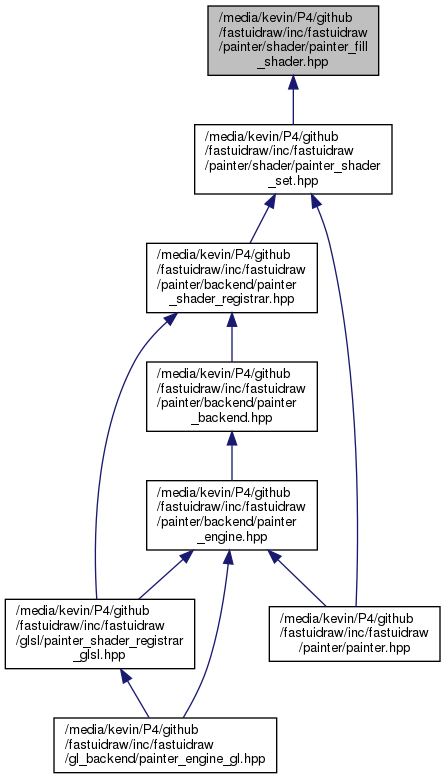 /media/kevin/P4/github
/fastuidraw/inc/fastuidraw
/painter/shader/painter_fill
_shader.hpp
/media/kevin/P4/github
/fastuidraw/inc/fastuidraw
/painter/shader/painter_shader
_set.hpp
/media/kevin/P4/github
/fastuidraw/inc/fastuidraw
/painter/backend/painter
_shader_registrar.hpp
/media/kevin/P4/github
/fastuidraw/inc/fastuidraw
/painter/backend/painter
_backend.hpp
/media/kevin/P4/github
/fastuidraw/inc/fastuidraw
/painter/backend/painter
_engine.hpp
/media/kevin/P4/github
/fastuidraw/inc/fastuidraw
/glsl/painter_shader_registrar
_glsl.hpp
/media/kevin/P4/github
/fastuidraw/inc/fastuidraw
/painter/painter.hpp
/media/kevin/P4/github
/fastuidraw/inc/fastuidraw
/gl_backend/painter_engine_gl.hpp